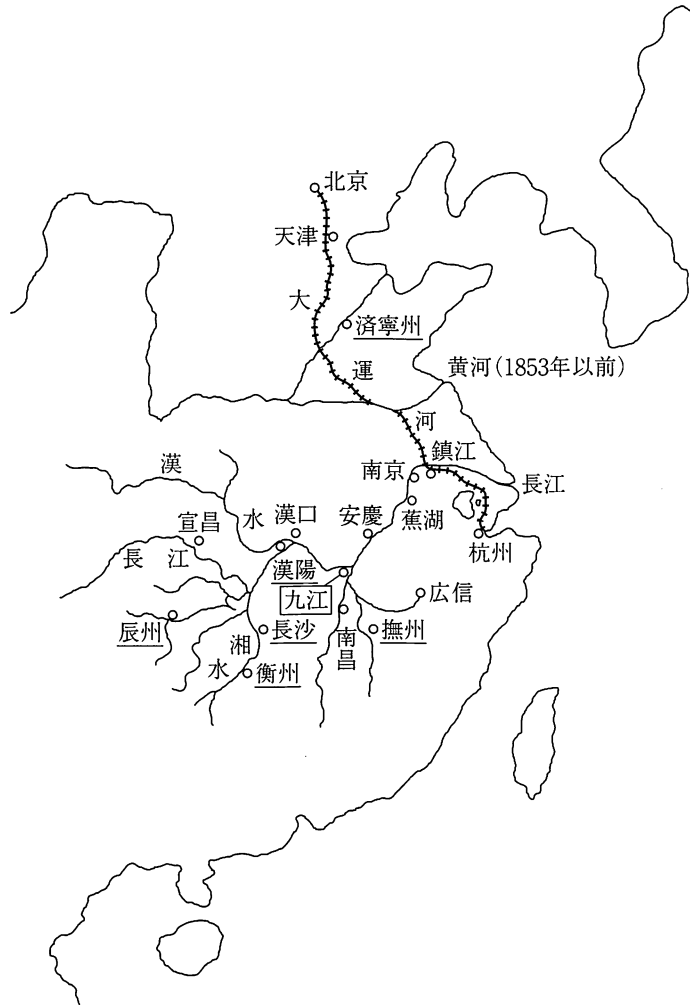 北京
天津
大
済寧州
運
黄河(1853年以前)
河
鎮江
漢
南京
長江
水
漢口
安慶
蕪湖
宣昌
杭州
長江
漢陽
九江
広信
辰州
湘
長沙
南昌
撫州
水
衡州